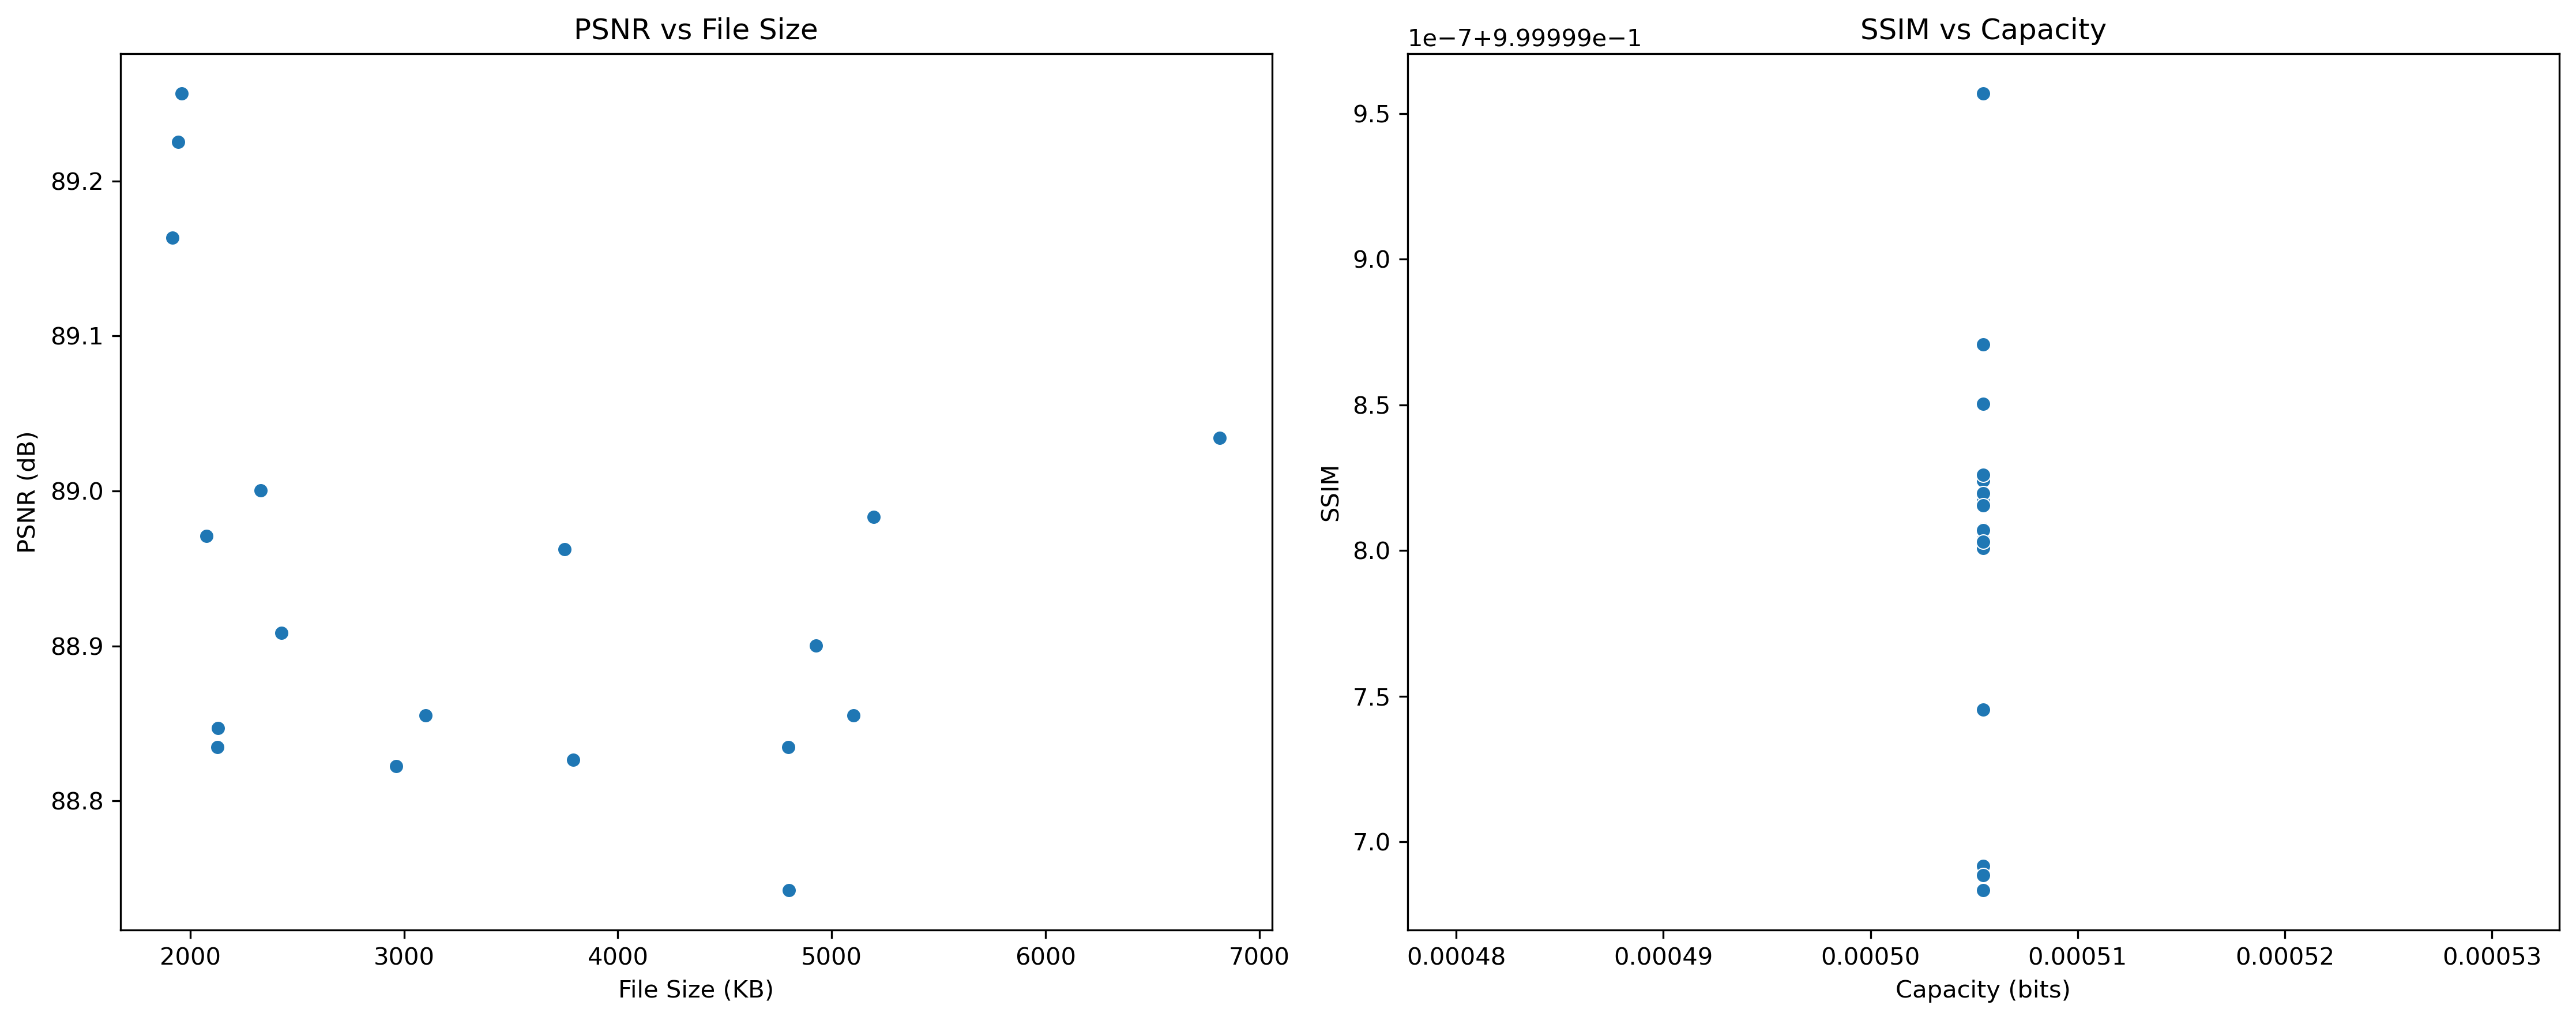 PSNR vs File Size
89.2
89.1
89.0
88.9
88.8
PSNR (dB)
2000 3000 4000 5000 6000 7000
File Size (KB)
SSIM vs Capacity
1e−7+9.99999e−1
9.5
9.0
8.5
8.0
7.5
7.0
SSIM
0.00048 0.00049 0.00050 0.00051 0.00052 0.00053
Capacity (bits)